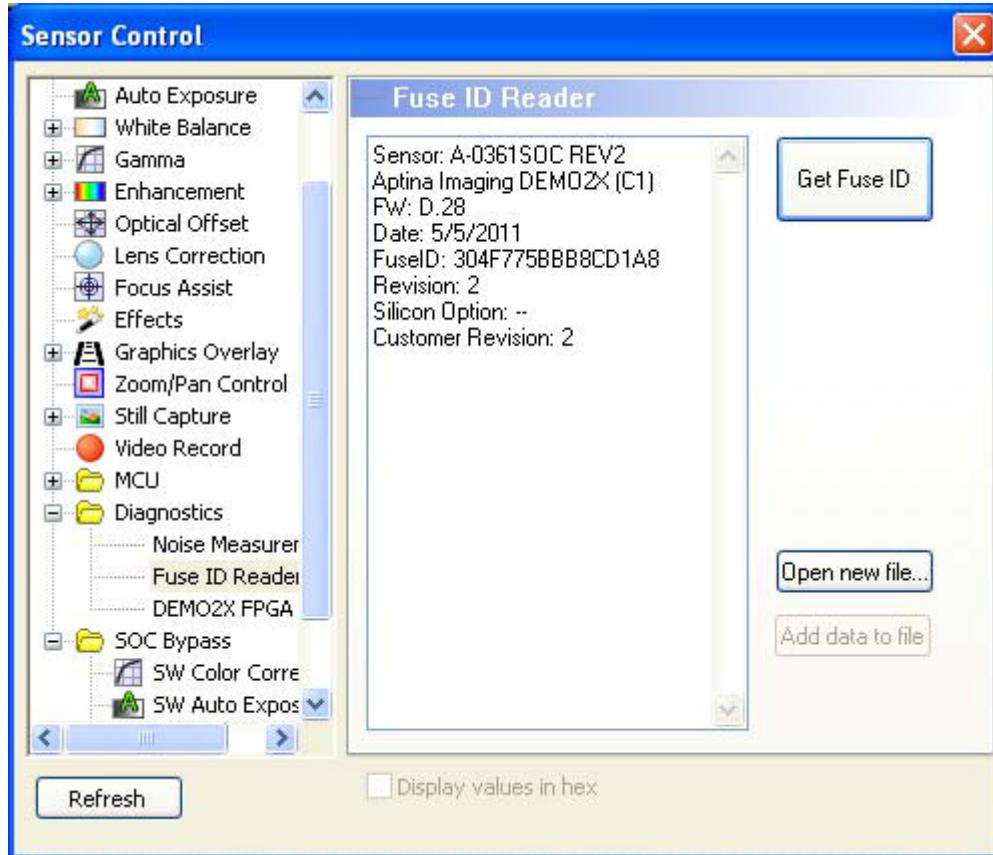 Sensor Control
Auto Exposure
White Balance
Gamma
Enhancement
Optical Offset
Lens Correction
Focus Assist
Effects
Graphics Overlay
Zoom/Pan Control
Still Capture
Video Record
MCU
Diagnostics
Noise Measurer
Fuse ID Reader
DEMO2X FPGA
SOC Bypass
SW Color Corre
SW Auto Expos
Refresh
Fuse ID Reader
Sensor: A-0361SOC REV2
Aptina Imaging DEMO2X (C1)
FW: D.28
Date: 5/5/2011
FuseID: 304F775BBB8CD1A8
Revision: 2
Silicon Option: --
Customer Revision: 2
Get Fuse ID
Open new file...
Add data to file
Display values in hex